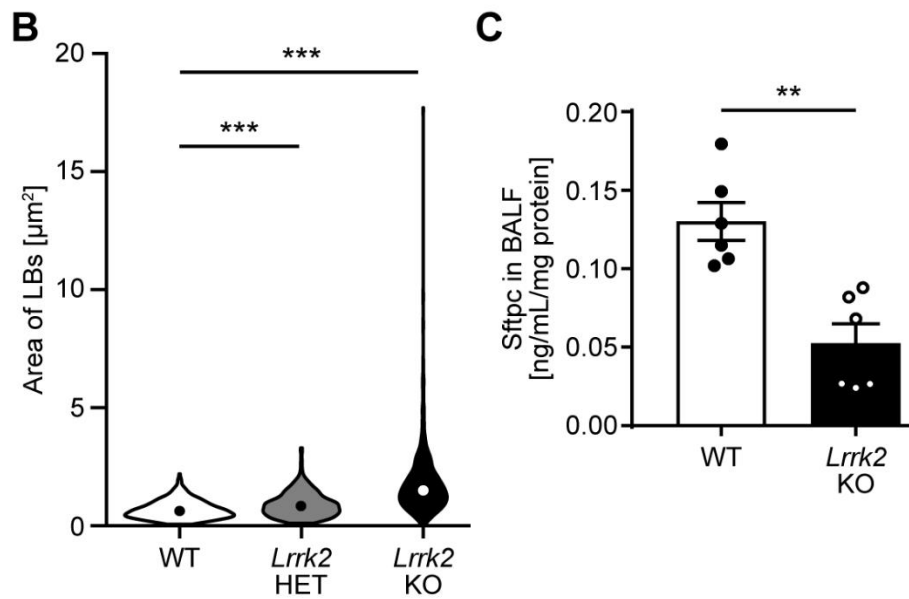 B
Area of LBs [µm²]
20
15
10
5
0
***
***
WT
Lrrk2
HET
Lrrk2
KO
C
Sftpc in BALF
[ng/mL/mg protein]
0.20
0.15
0.10
0.05
0.00
**
WT
Lrrk2
KO